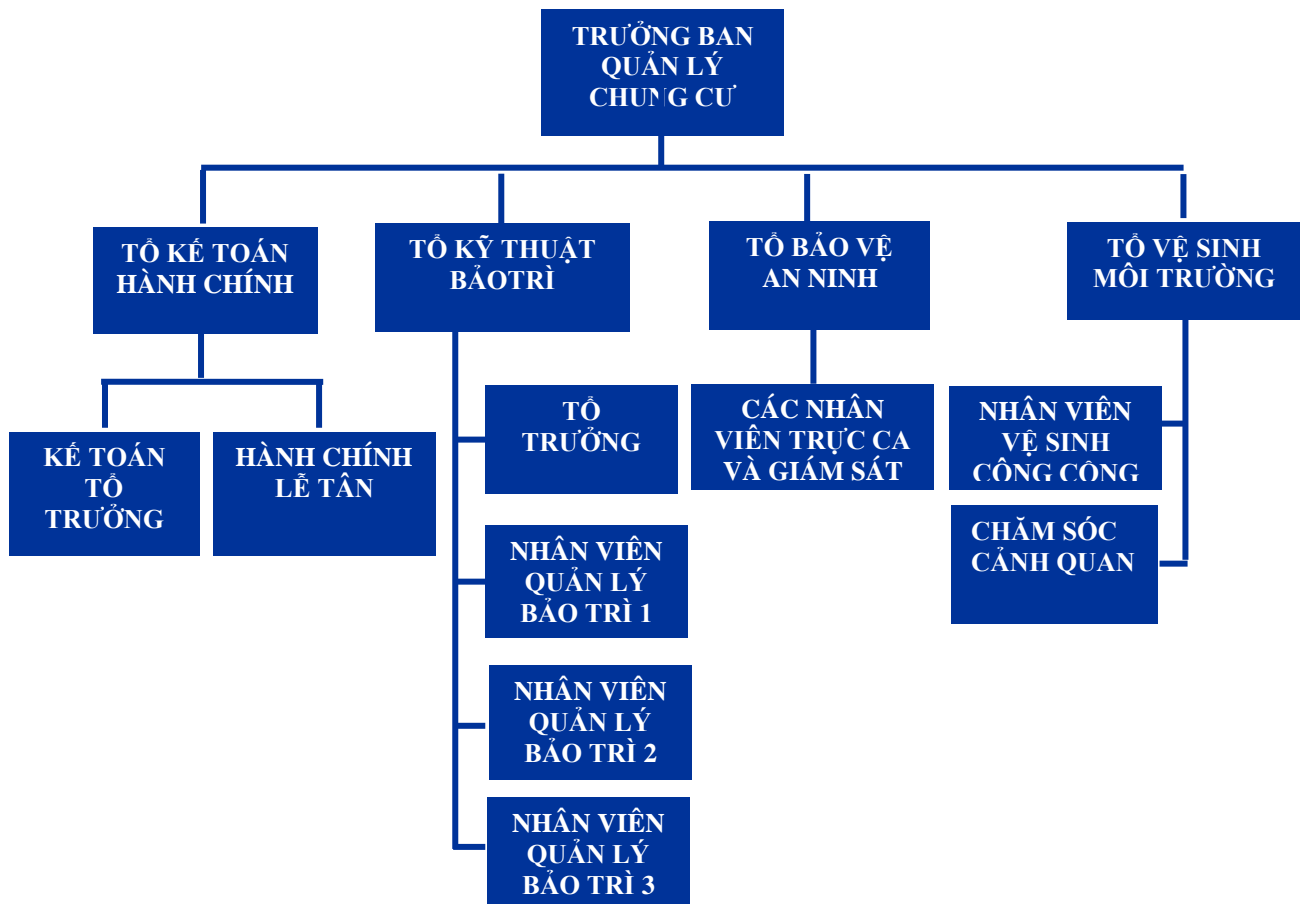 TRƯỞNG BAN
QUẢN LÝ
CHUNG CƯ
TỔ KẾ TOÁN
HÀNH CHÍNH
TỔ KỸ THUẬT
BẢOTRÌ
TỔ BẢO VỆ
AN NINH
TỔ VỆ SINH
MÔI TRƯỜNG
KẾ TOÁN
TỔ
TRƯỞNG
HÀNH CHÍNH
LỄ TÂN
TỔ
TRƯỞNG
NHÂN VIÊN
QUẢN LÝ
BẢO TRÌ 1
NHÂN VIÊN
QUẢN LÝ
BẢO TRÌ 2
NHÂN VIÊN
QUẢN LÝ
BẢO TRÌ 3
CÁC NHÂN
VIÊN TRỰC CA
VÀ GIÁM SÁT
NHÂN VIÊN
VỆ SINH
CÔNG CÔNG
CHĂM SÓC
CẢNH QUAN